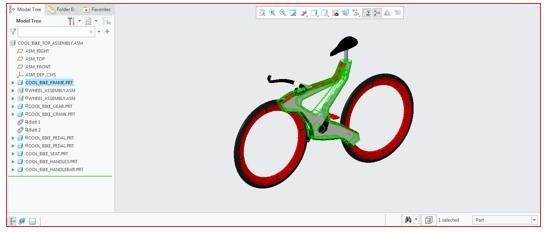 Model Tree Folder B Favorites
Model Tree
COOL_BIKE_TOP_ASSEMBLY.ASM
ASM_RIGHT
ASM_TOP
ASM_FRONT
ASM_DEF_CSYS
COOL_BIKE_FRAME.PRT
WHEEL_ASSEMBLY.ASM
WHEEL_ASSEMBLY.ASM
COOL_BIKE_GEAR.PRT
COOL_BIKE_CRANK.PRT
Belt 1
Belt 2
COOL_BIKE_PEDAL.PRT
COOL_BIKE_PEDAL.PRT
COOL_BIKE_SEAT.PRT
COOL_BIKE_HANDLES.PRT
COOL_BIKE_HANDLEBAR.PRT
1 selected Part